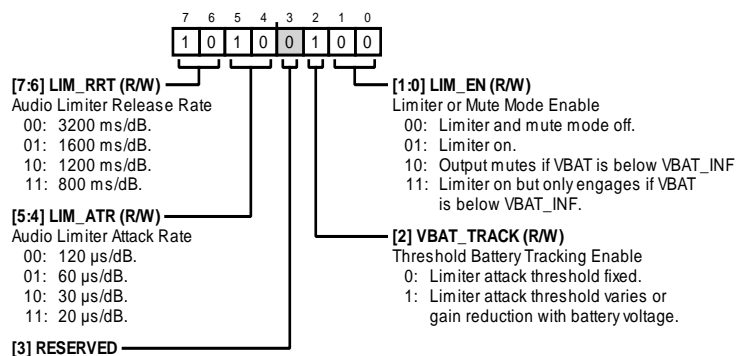 7 6 5 4 3 2 1 0
1 0 1 0 0 1 0 0
[7:6] LIM_RRT (R/W)
Audio Limiter Release Rate
00: 3200 ms/dB.
01: 1600 ms/dB.
10: 1200 ms/dB.
11: 800 ms/dB.
[5:4] LIM_ATR (R/W)
Audio Limiter Attack Rate
00: 120 µs/dB.
01: 60 µs/dB.
10: 30 µs/dB.
11: 20 µs/dB.
[3] RESERVED
[1:0] LIM_EN (R/W)
Limiter or Mute Mode Enable
00: Limiter and mute mode off.
01: Limiter on.
10: Output mutes if VBAT is below VBAT_INF
11: Limiter on but only engages if VBAT
is below VBAT_INF.
[2] VBAT_TRACK (R/W)
Threshold Battery Tracking Enable
0: Limiter attack threshold fixed.
1: Limiter attack threshold varies or
gain reduction with battery voltage.